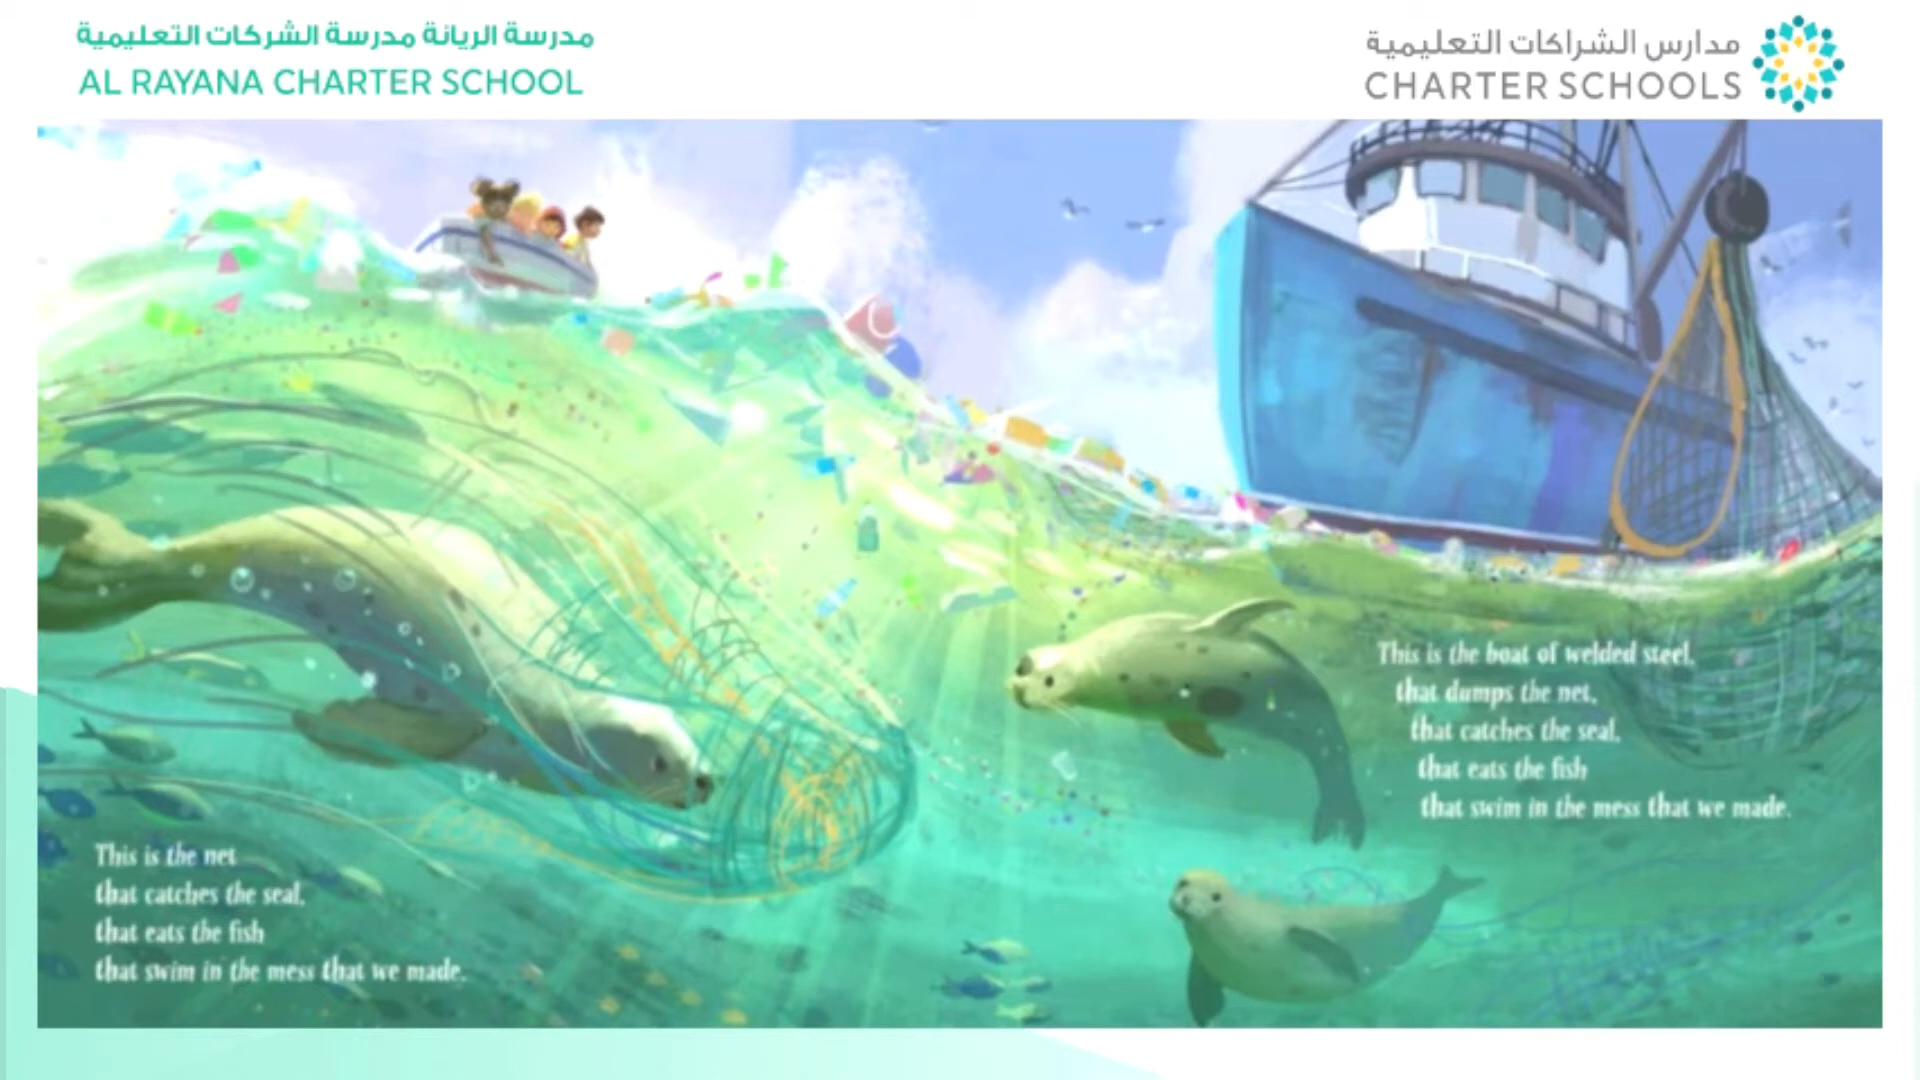 مدرسة الريانة مدرسة الشركات التعليمية
AL RAYANA CHARTER SCHOOL
مدارس الشراكات التعليمية
CHARTER SCHOOLS
This is the net
that catches the seal,
that eats the fish
that swim in the mess that we made.
This is the boat of welded steel,
that dumps the net,
that catches the seal,
that eats the fish
that swim in the mess that we made.